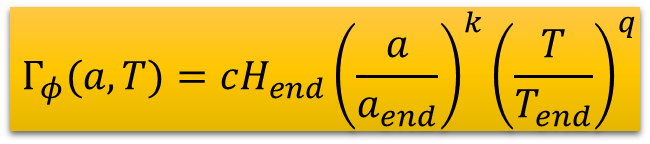 Γ_ϕ(a, T) = cH_end (a/a_end)^k (T/T_end)^q